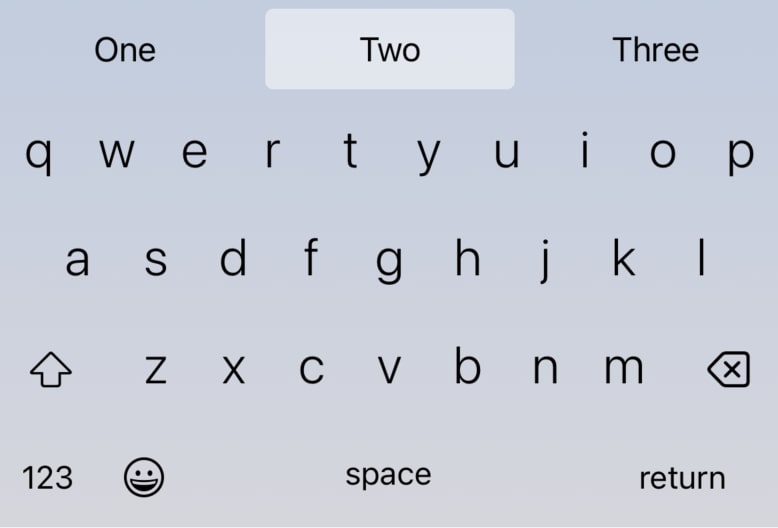 One Two Three
q w e r t y u i o p
a s d f g h j k l
z x c v b n m
123 space return